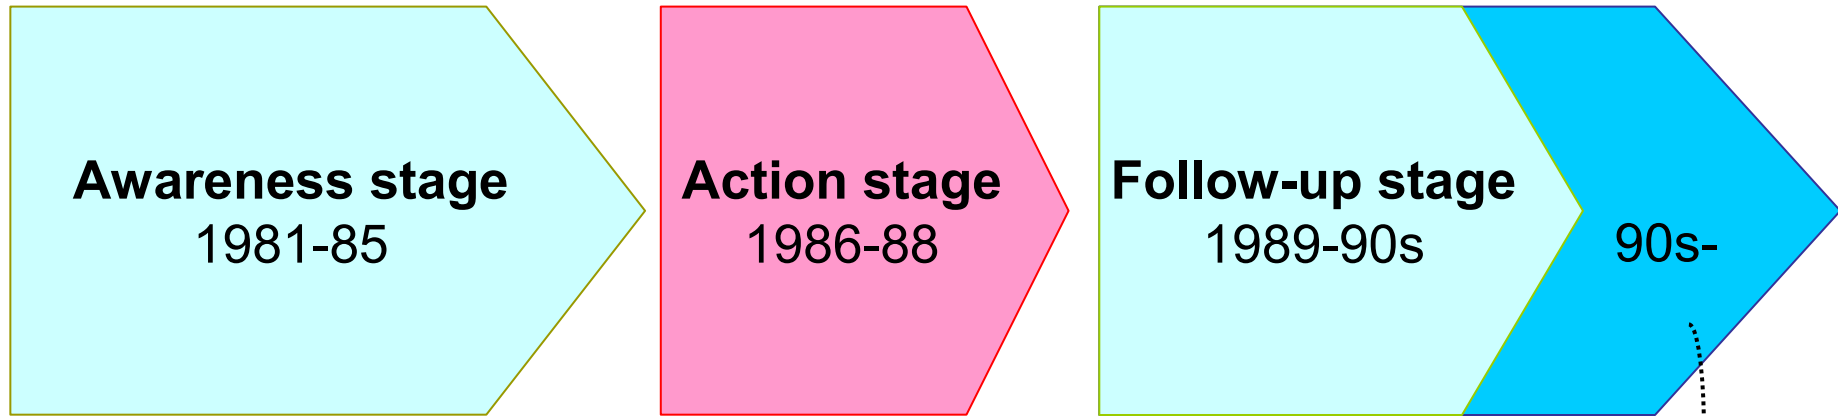 Awareness stage
1981-85
Action stage
1986-88
Follow-up stage
1989-90s
90s-